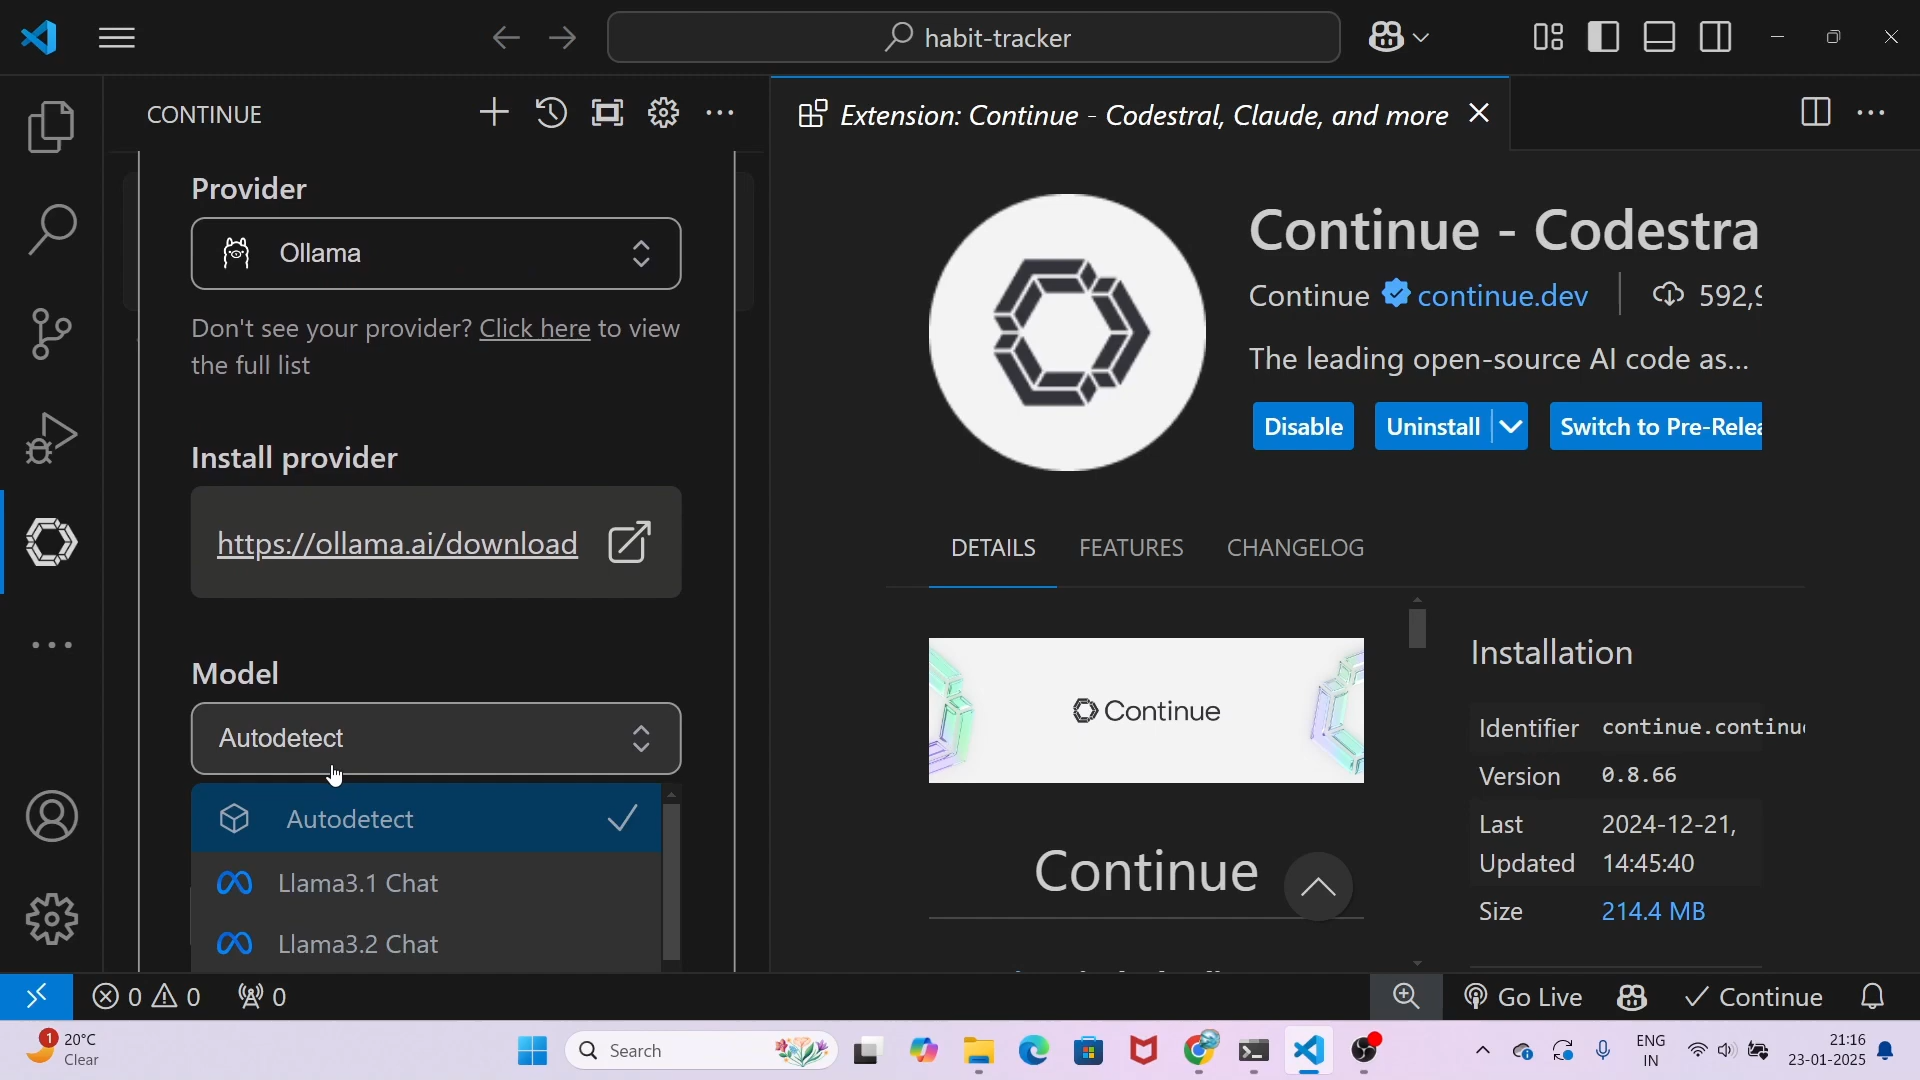 habit-tracker
CONTINUE
Extension: Continue - Codestral, Claude, and more
Provider
Ollama
Don't see your provider? Click here to view
the full list
Install provider
https://ollama.ai/download
Model
Autodetect
Autodetect
Llama3.1 Chat
Llama3.2 Chat
Continue - Codestra
Continue continue.dev 592,9
The leading open-source AI code as...
Disable Uninstall Switch to Pre-Relea
DETAILS FEATURES CHANGELOG
Continue
Continue
Installation
Identifier continue.continu
Version 0.8.66
Last Updated 2024-12-21, 14:45:40
Size 214.4 MB
0 0 0
Go Live Continue
1 20°C
Clear
Search
ENG
IN
21:16
23-01-2025